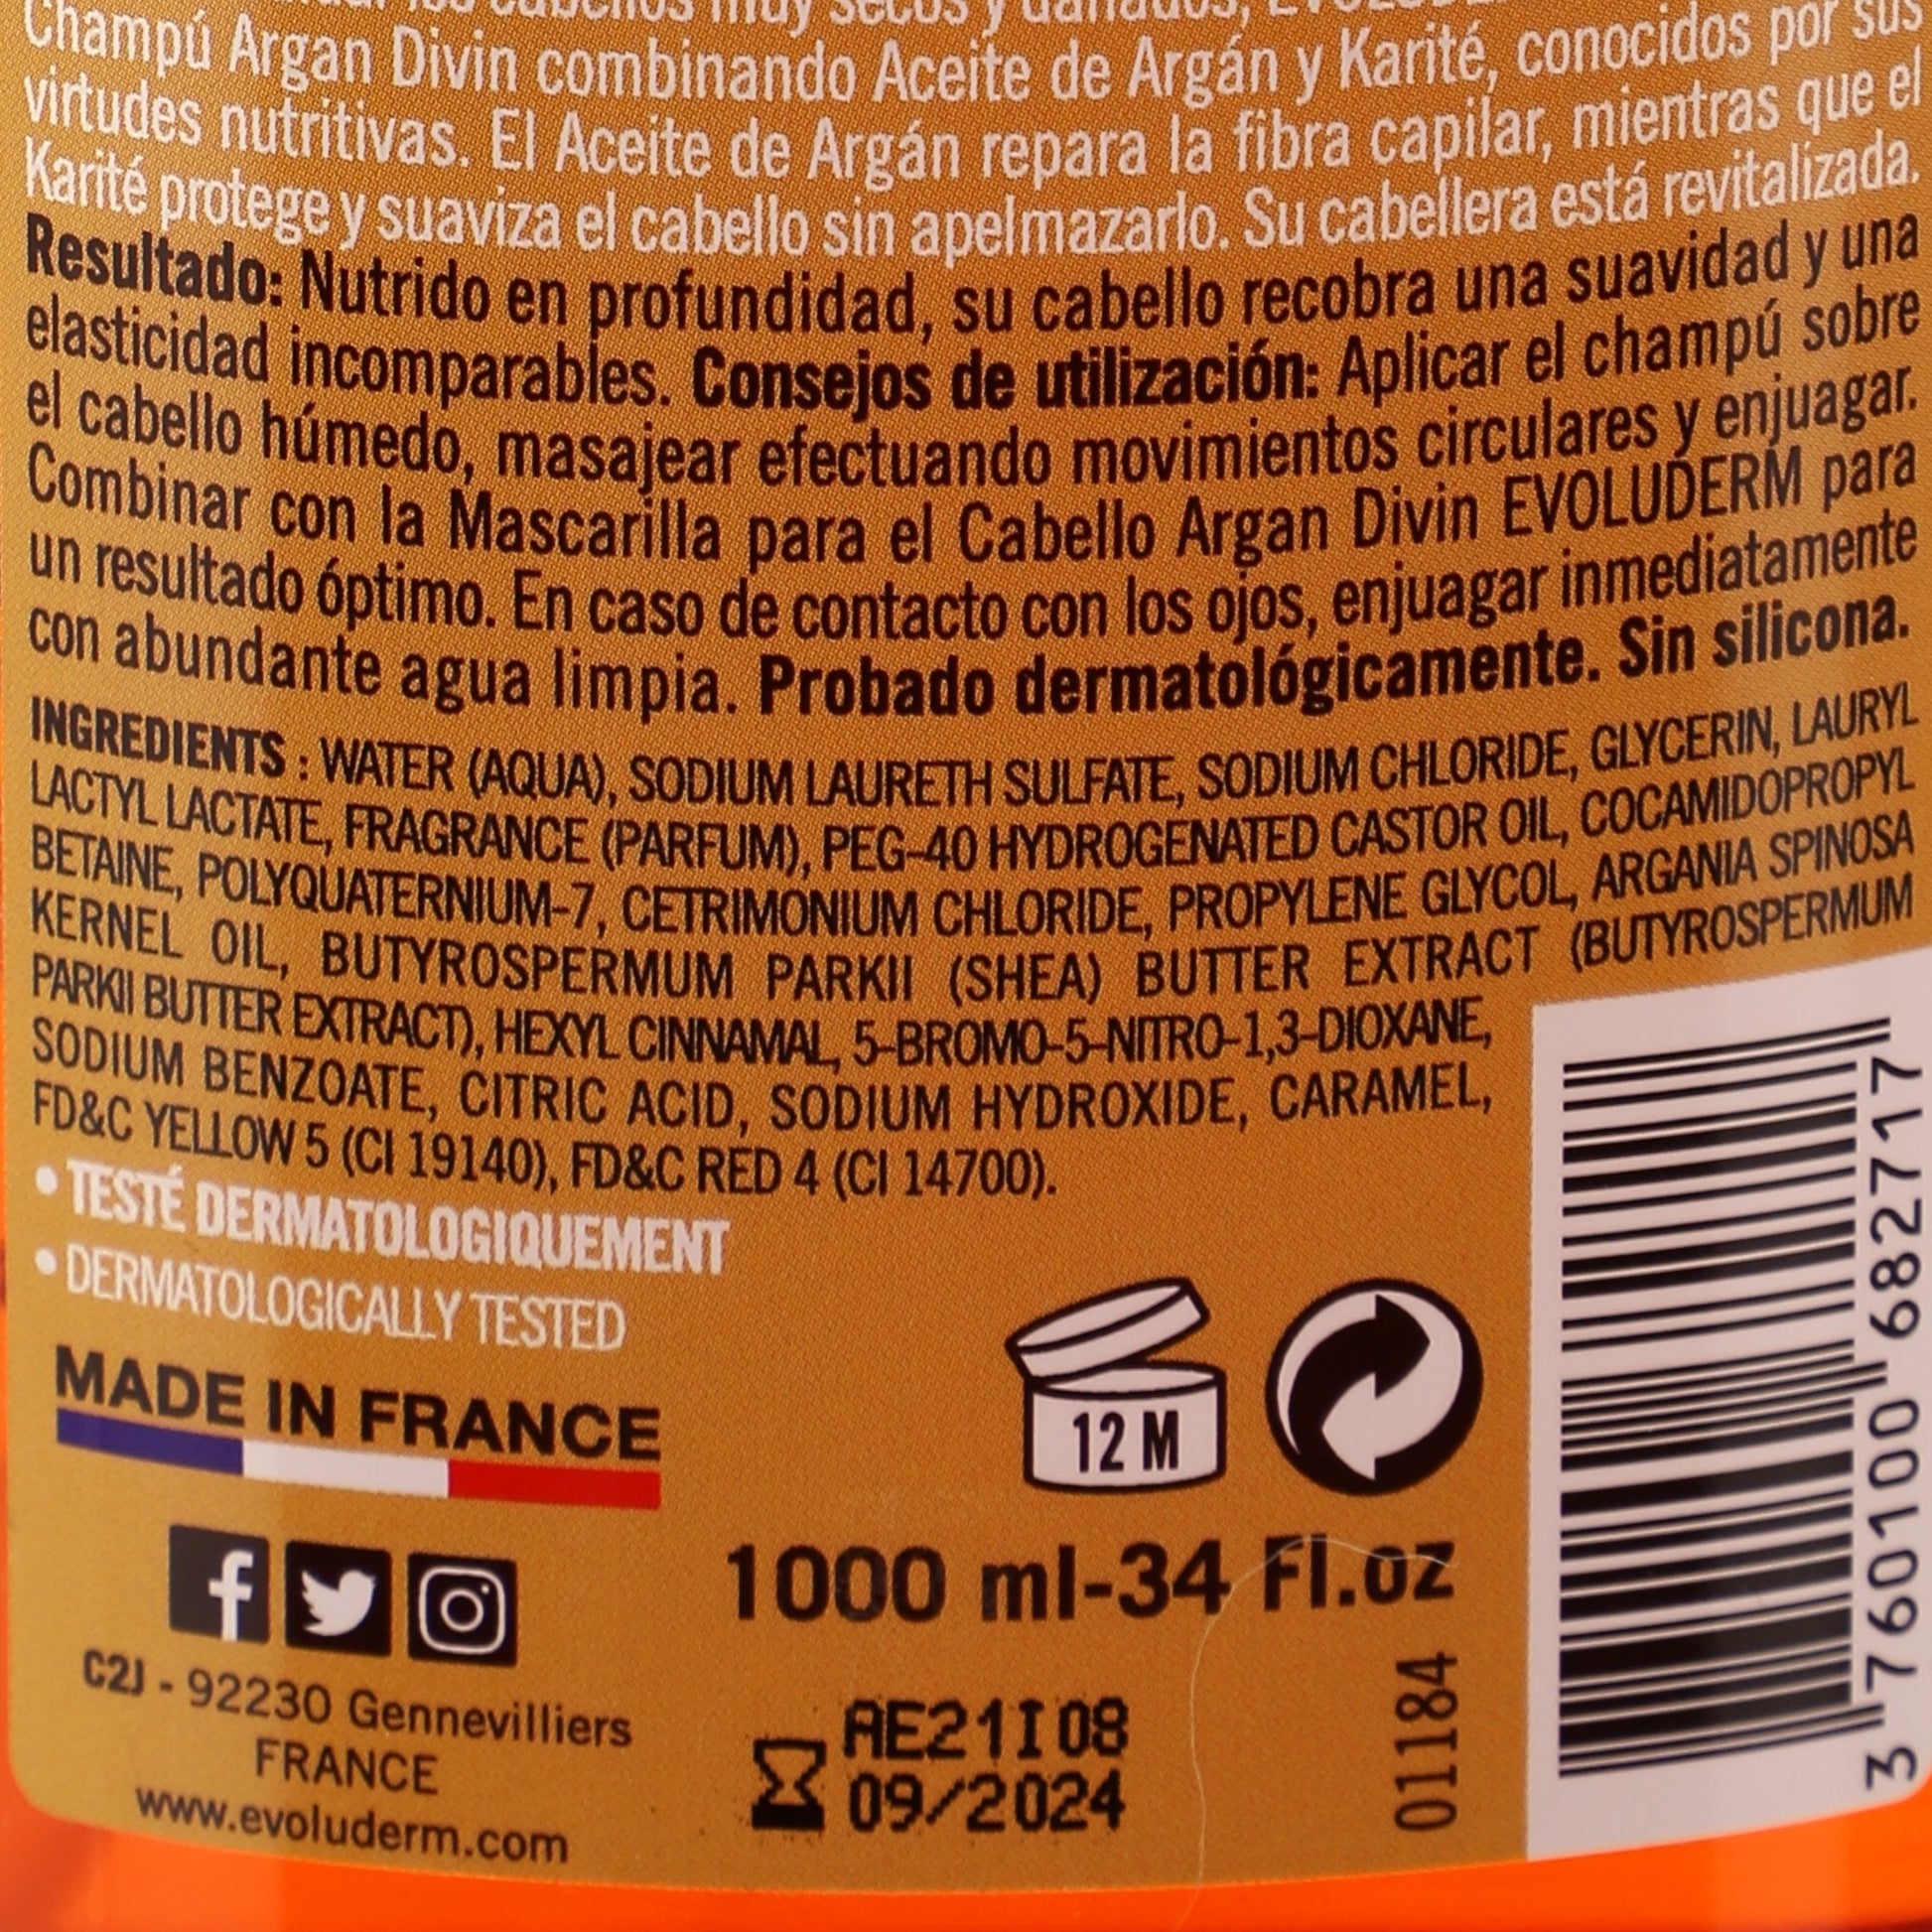 los cabellos muy secos y dañados,
Champú Argan Divin combinando Aceite de Argán y Karité, conocidos por sus
virtudes nutritivas. El Aceite de Argán repara la fibra capilar, mientras que el
Karité protege y suaviza el cabello sin apelmazarlo. Su cabellera está revitalizada.
Resultado: Nutrido en profundidad, su cabello recobra una suavidad y una
elasticidad incomparables. Consejos de utilización: Aplicar el champú sobre
el cabello húmedo, masajear efectuando movimientos circulares y enjuagar.
Combinar con la Mascarilla para el Cabello Argan Divin EVOLUDERM para
un resultado óptimo. En caso de contacto con los ojos, enjuagar inmediatamente
con abundante agua limpia. Probado dermatológicamente. Sin silicona.
INGREDIENTS : WATER (AQUA), SODIUM LAURETH SULFATE, SODIUM CHLORIDE, GLYCERIN, LAURYL
LACTYL LACTATE, FRAGRANCE (PARFUM), PEG-40 HYDROGENATED CASTOR OIL, COCAMIDOPROPYL
BETAINE, POLYQUATERNIUM-7, CETRIMONIUM CHLORIDE, PROPYLENE GLYCOL, ARGANIA SPINOSA
KERNEL OIL, BUTYROSPERMUM PARKII (SHEA) BUTTER EXTRACT (BUTYROSPERMUM
PARKII BUTTER EXTRACT), HEXYL CINNAMAL, 5-BROMO-5-NITRO-1,3-DIOXANE,
SODIUM BENZOATE, CITRIC ACID, SODIUM HYDROXIDE, CARAMEL,
FD&C YELLOW 5 (CI 19140), FD&C RED 4 (CI 14700).
• TESTÉ DERMATOLOGIQUEMENT
• DERMATOLOGICALLY TESTED
MADE IN FRANCE
12 M
1000 ml-34 Fl.oz
C2J - 92230 Gennevilliers
FRANCE
www.evoluderm.com
AE21I08
09/2024
01184
3 760100 682717